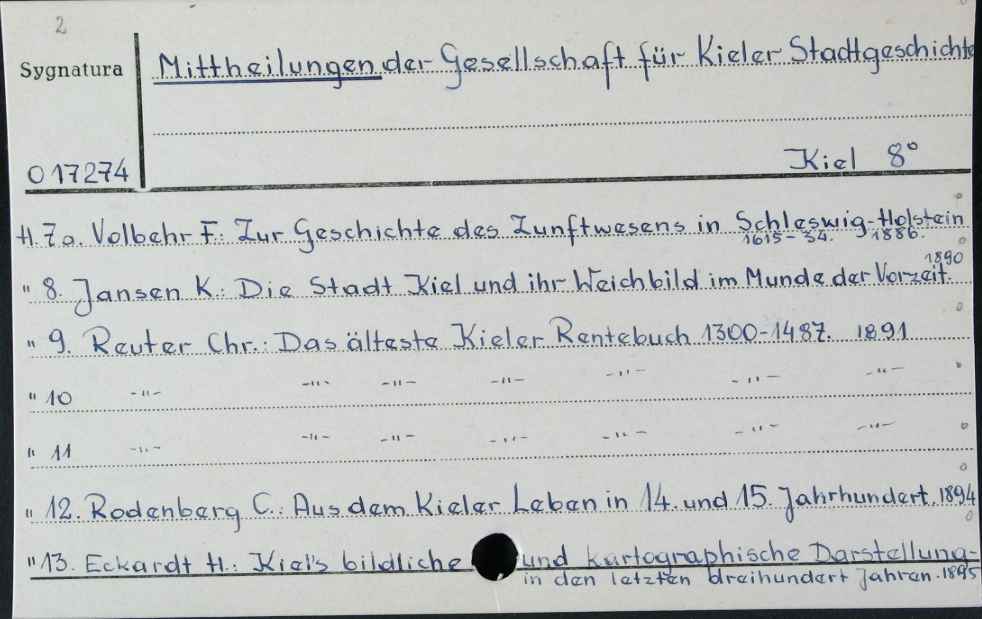 2
Sygnatura
Mittheilungen der Gesellschaft für Kieler Stadtgeschichte
Kiel 8°
O 17274
H. 7a. Volbehr F.: Zur Geschichte des Zunftwesens in Schleswig-Holstein
1615-34. 1886.
" 8. Jansen K.: Die Stadt Kiel und ihr Weichbild im Munde der Vorzeit. 1890
" 9. Reuter Chr.: Das älteste Kieler Rentebuch 1300-1487. 1891
" 10 -"- -"- -"- -"- -"- -"- -"-
" 11 -"- -"- -"- -"- -"- -"- -"-
" 12. Rodenberg C.: Aus dem Kieler Leben in 14. und 15. Jahrhundert. 1894
" 13. Eckardt H.: Kiel's bildliche und kartographische Darstellung-
in den letzten dreihundert Jahren. 1895